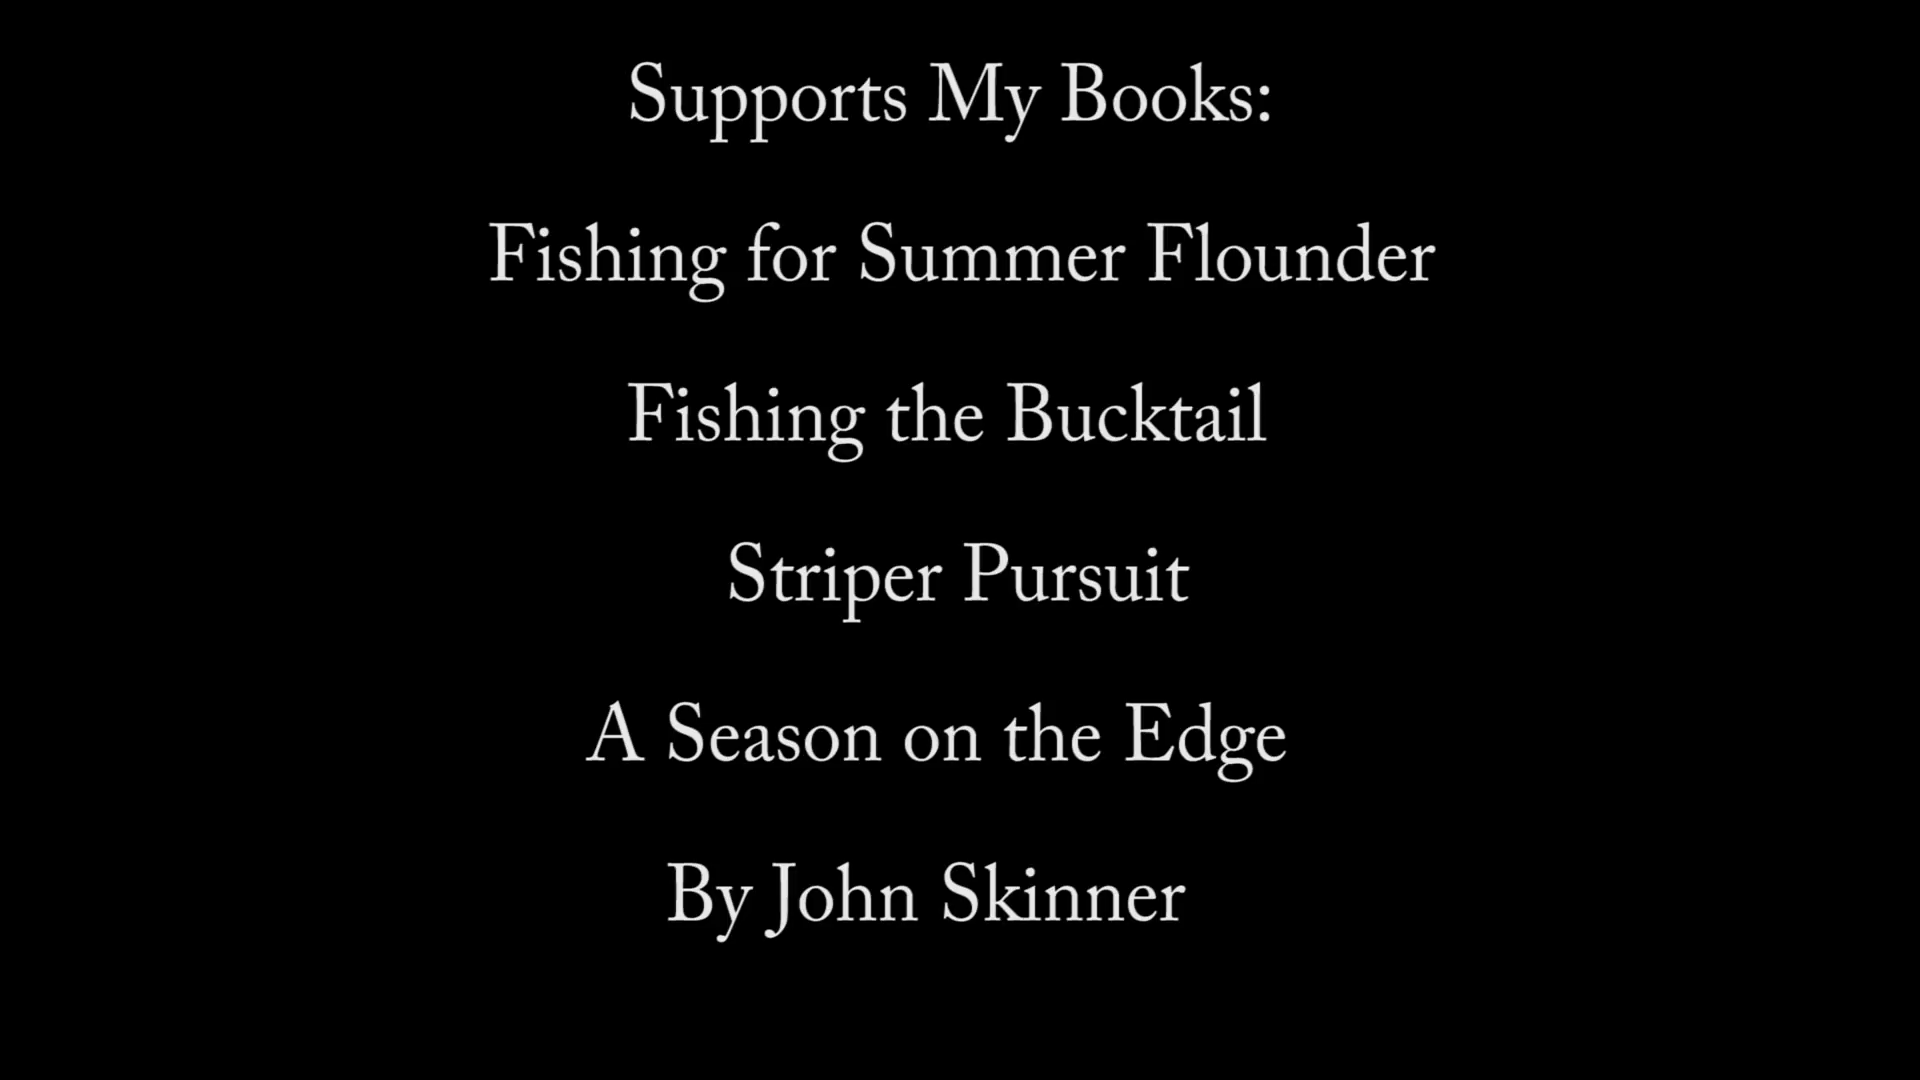 Supports My Books:
Fishing for Summer Flounder
Fishing the Bucktail
Striper Pursuit
A Season on the Edge
By John Skinner